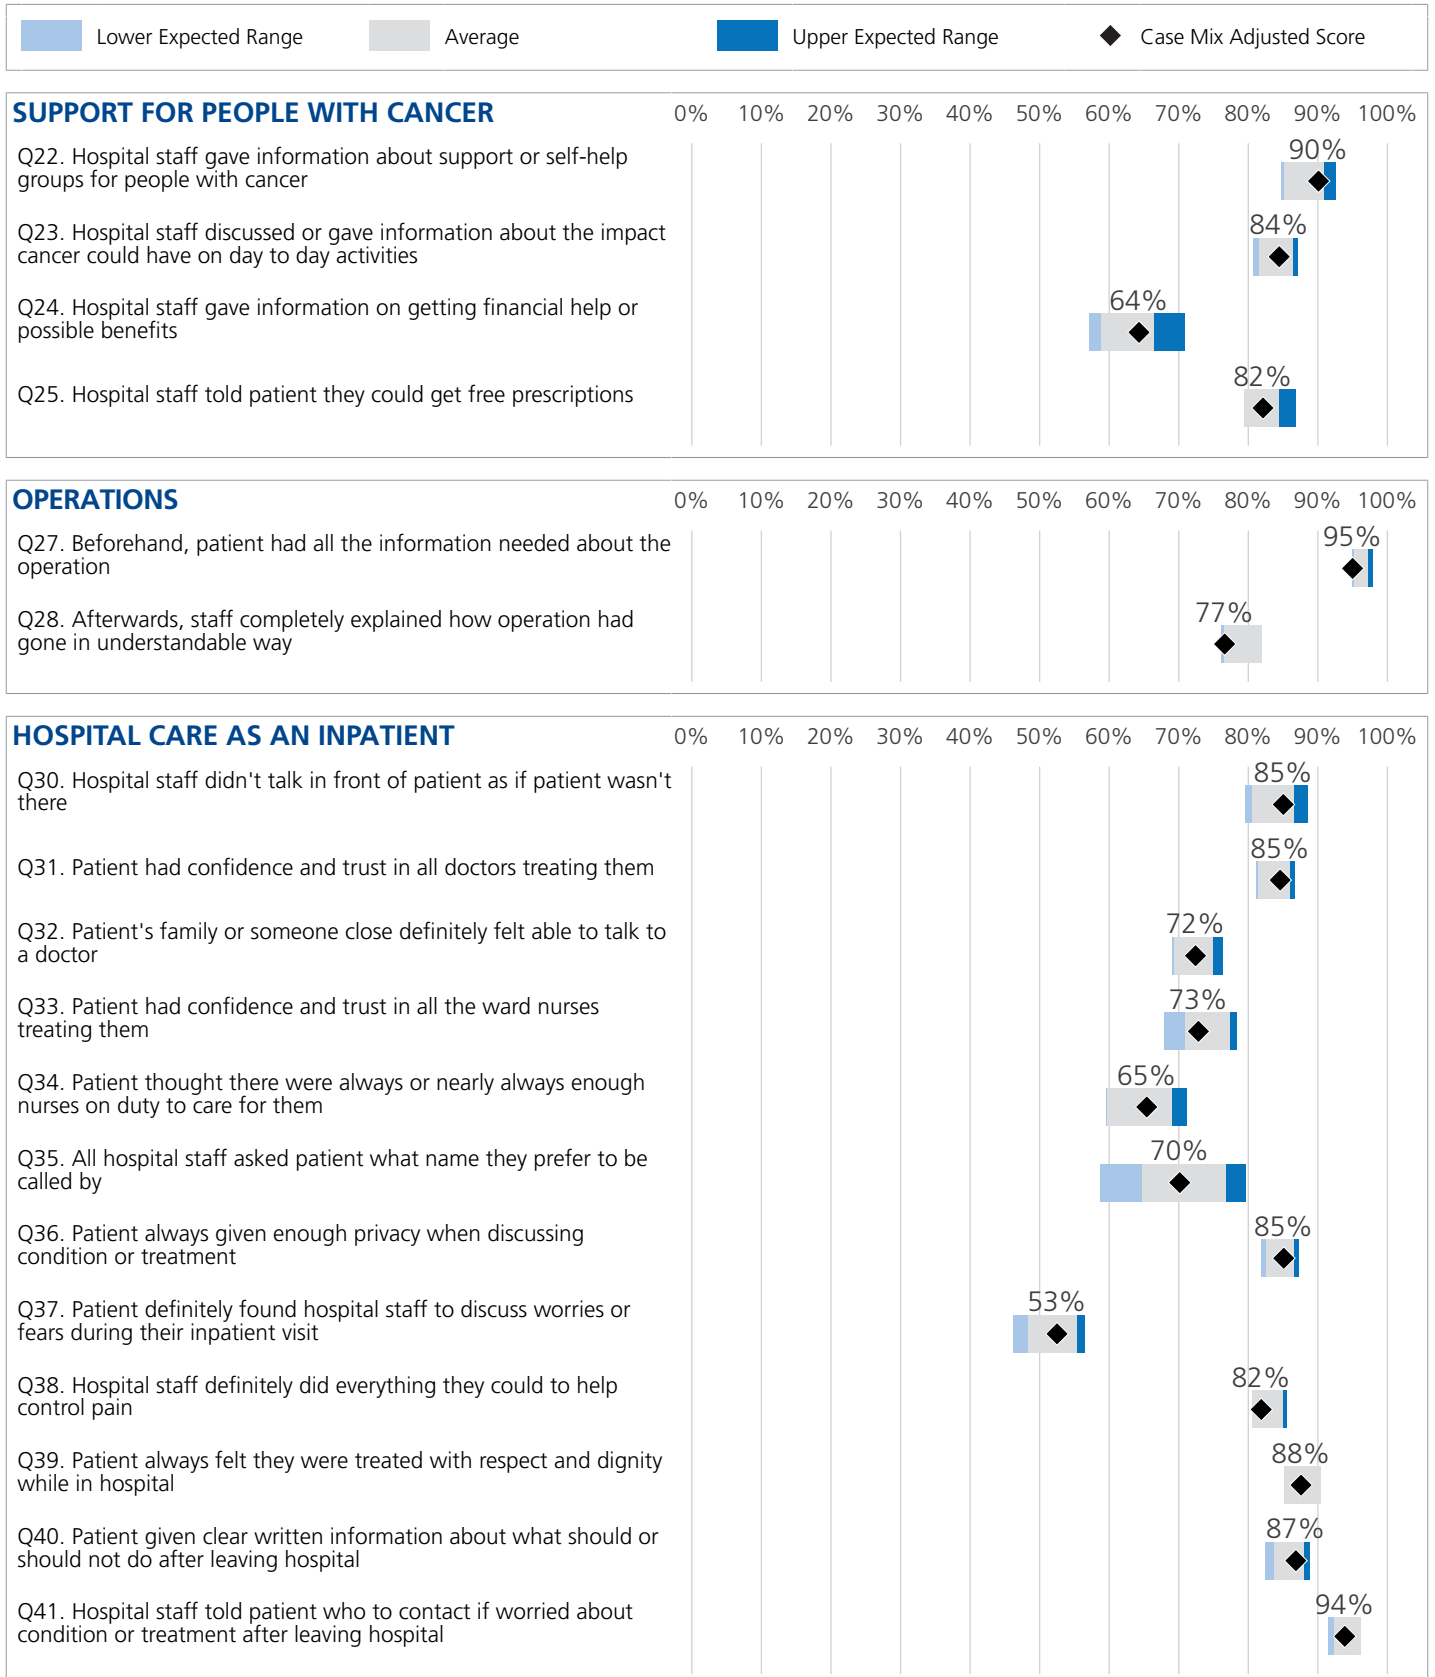 Lower Expected Range Average Upper Expected Range Case Mix Adjusted Score
SUPPORT FOR PEOPLE WITH CANCER 0% 10% 20% 30% 40% 50% 60% 70% 80% 90% 100%
Q22. Hospital staff gave information about support or self-help
groups for people with cancer
90%
Q23. Hospital staff discussed or gave information about the impact
cancer could have on day to day activities
84%
Q24. Hospital staff gave information on getting financial help or
possible benefits
64%
Q25. Hospital staff told patient they could get free prescriptions
82%
OPERATIONS 0% 10% 20% 30% 40% 50% 60% 70% 80% 90% 100%
Q27. Beforehand, patient had all the information needed about the
operation
95%
Q28. Afterwards, staff completely explained how operation had
gone in understandable way
77%
HOSPITAL CARE AS AN INPATIENT 0% 10% 20% 30% 40% 50% 60% 70% 80% 90% 100%
Q30. Hospital staff didn't talk in front of patient as if patient wasn't
there
85%
Q31. Patient had confidence and trust in all doctors treating them
85%
Q32. Patient's family or someone close definitely felt able to talk to
a doctor
72%
Q33. Patient had confidence and trust in all the ward nurses
treating them
73%
Q34. Patient thought there were always or nearly always enough
nurses on duty to care for them
65%
Q35. All hospital staff asked patient what name they prefer to be
called by
70%
Q36. Patient always given enough privacy when discussing
condition or treatment
85%
Q37. Patient definitely found hospital staff to discuss worries or
fears during their inpatient visit
53%
Q38. Hospital staff definitely did everything they could to help
control pain
82%
Q39. Patient always felt they were treated with respect and dignity
while in hospital
88%
Q40. Patient given clear written information about what should or
should not do after leaving hospital
87%
Q41. Hospital staff told patient who to contact if worried about
condition or treatment after leaving hospital
94%